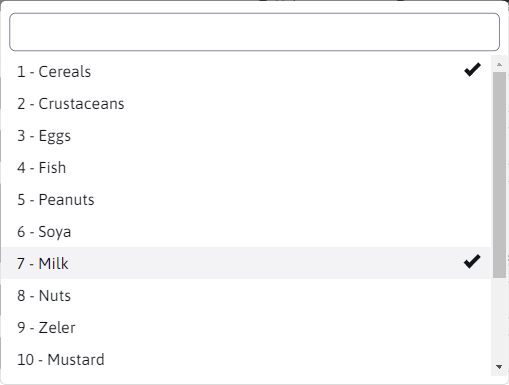 1 - Cereals
2 - Crustaceans
3 - Eggs
4 - Fish
5 - Peanuts
6 - Soya
7 - Milk
8 - Nuts
9 - Zeler
10 - Mustard